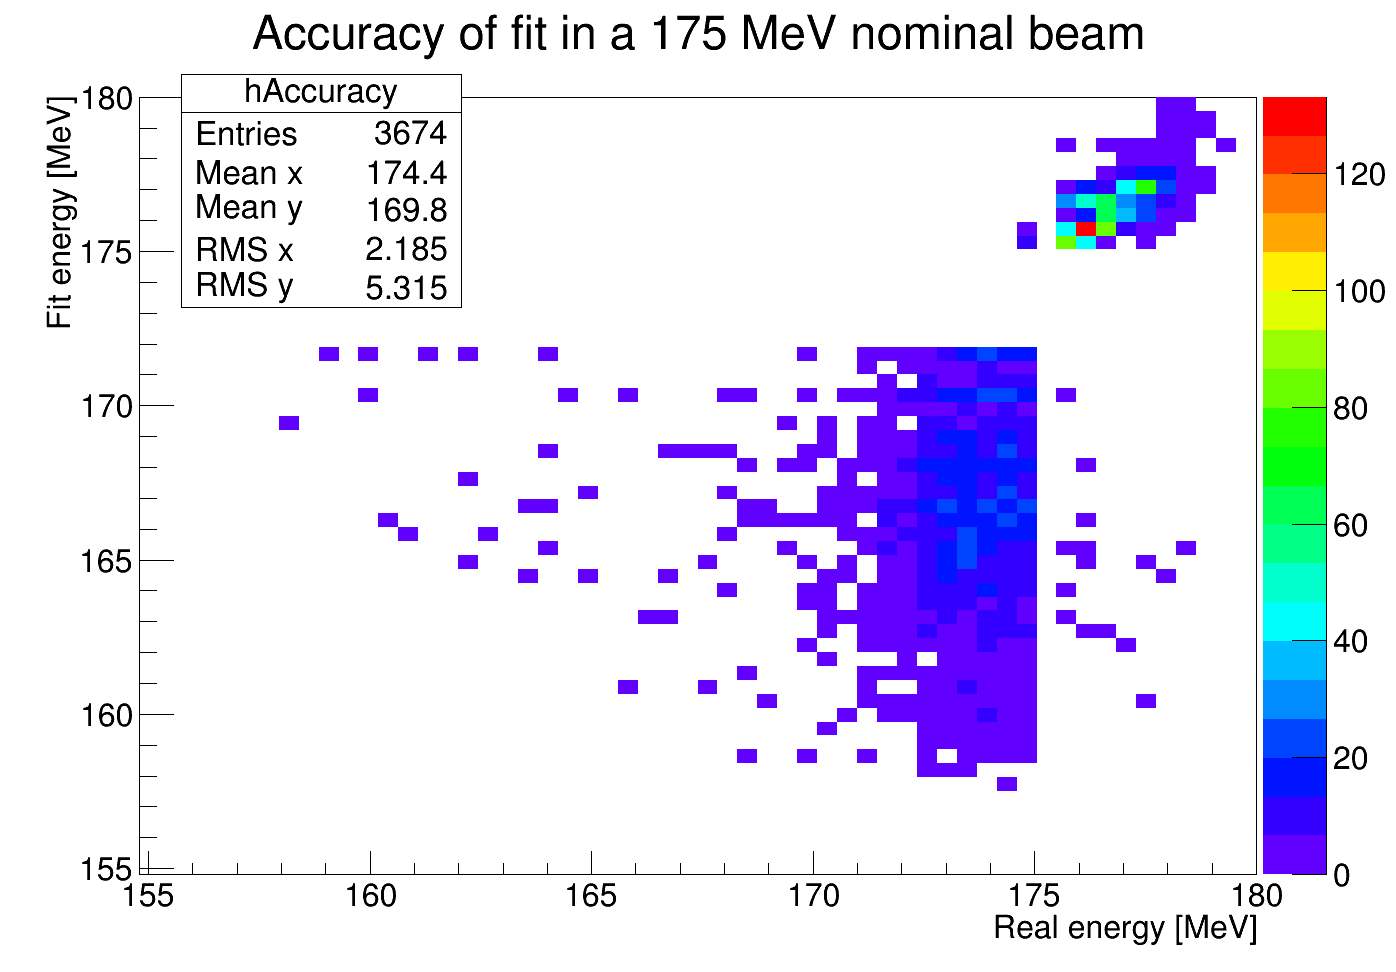 Accuracy of fit in a 175 MeV nominal beam
hAccuracy
Entries 3674
Mean x 174.4
Mean y 169.8
RMS x 2.185
RMS y 5.315
Fit energy [MeV]
180
175
170
165
160
155
155 160 165 170 175 180
Real energy [MeV]
120
100
80
60
40
20
0